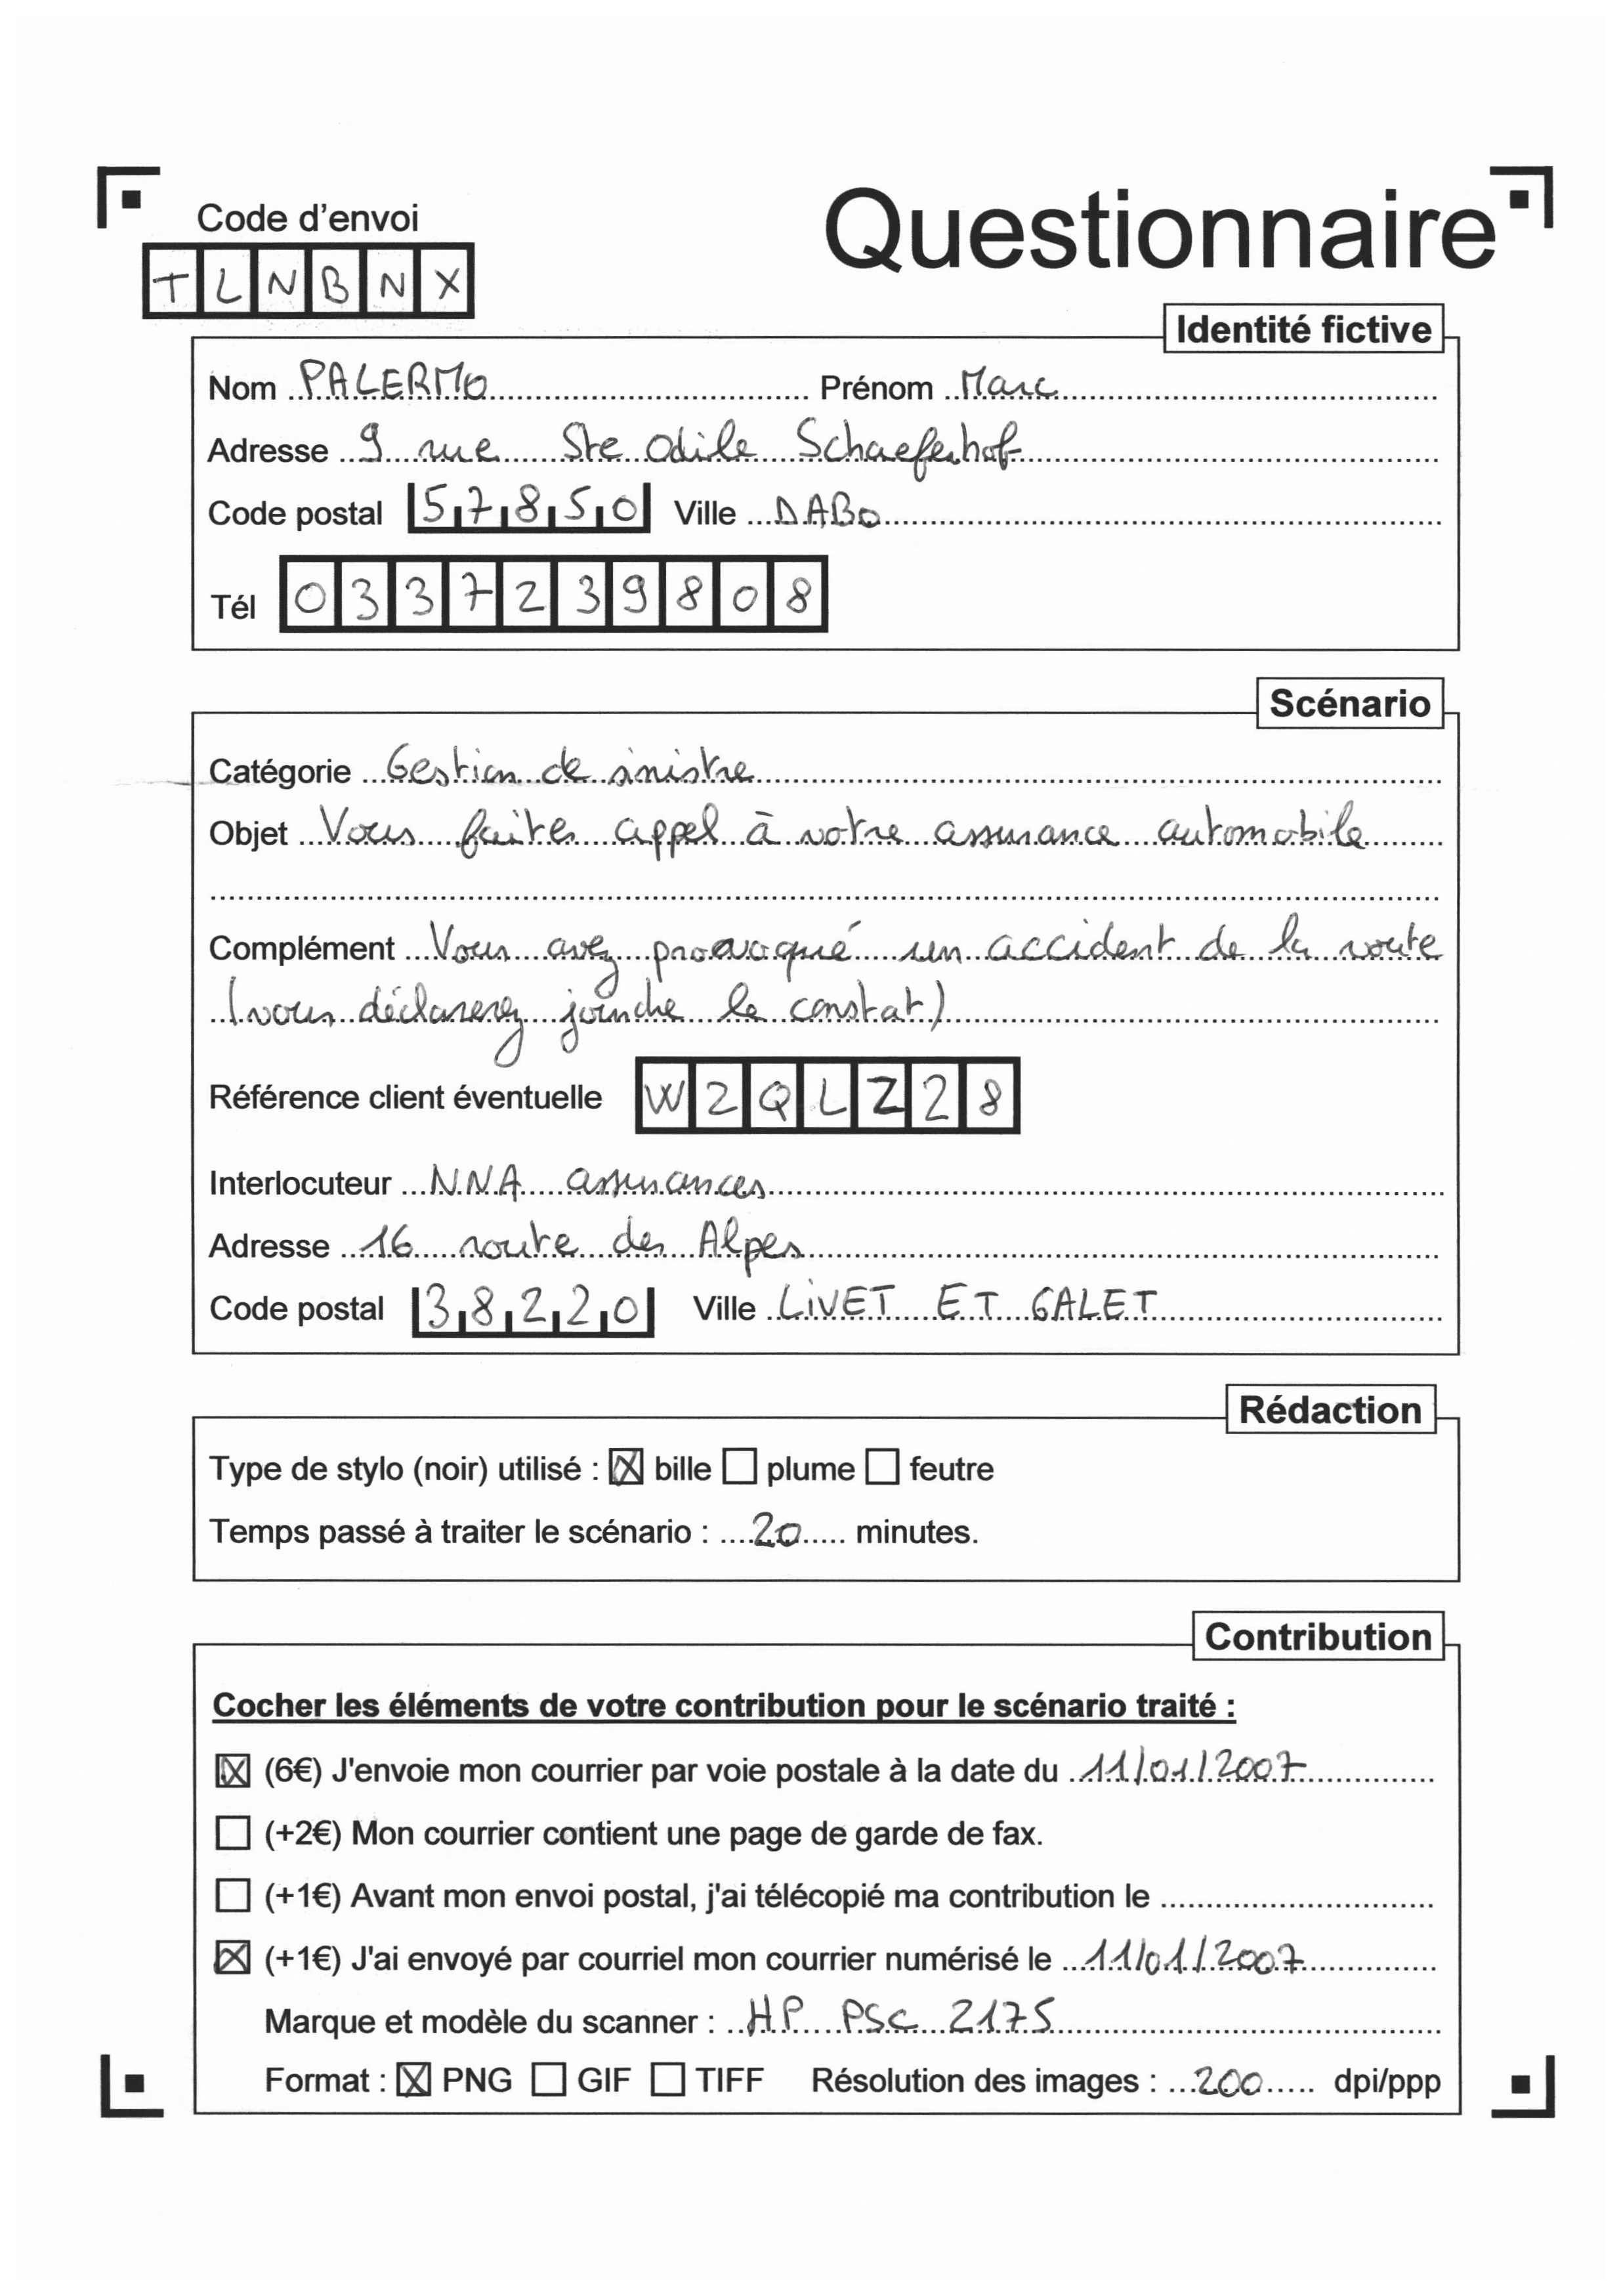 Code d'envoi
Questionnaire
TLNBNX
Identité fictive
Nom PALERMO Prénom Marc
Adresse 9 rue Ste Odile Schaeferhof
Code postal 57850 Ville DABO
Tél 0337239808
Scénario
Catégorie Gestion de sinistre
Objet Vous faites appel à votre assurance automobile
Complément Vous avez provoqué un accident de la route
(vous déclarerez joindre le constat)
Référence client éventuelle W2QLZ28
Interlocuteur NNA assurances
Adresse 16 route des Alpes
Code postal 38220 Ville LIVET ET GALET
Rédaction
Type de stylo (noir) utilisé : ☒ bille ☐ plume ☐ feutre
Temps passé à traiter le scénario : 20 minutes.
Contribution
Cocher les éléments de votre contribution pour le scénario traité :
☒ (6€) J'envoie mon courrier par voie postale à la date du 11/01/2007
☐ (+2€) Mon courrier contient une page de garde de fax.
☐ (+1€) Avant mon envoi postal, j'ai télécopié ma contribution le
☒ (+1€) J'ai envoyé par courriel mon courrier numérisé le 11/01/2007
Marque et modèle du scanner : HP PSC 2175
Format : ☒ PNG ☐ GIF ☐ TIFF Résolution des images : 200 dpi/ppp